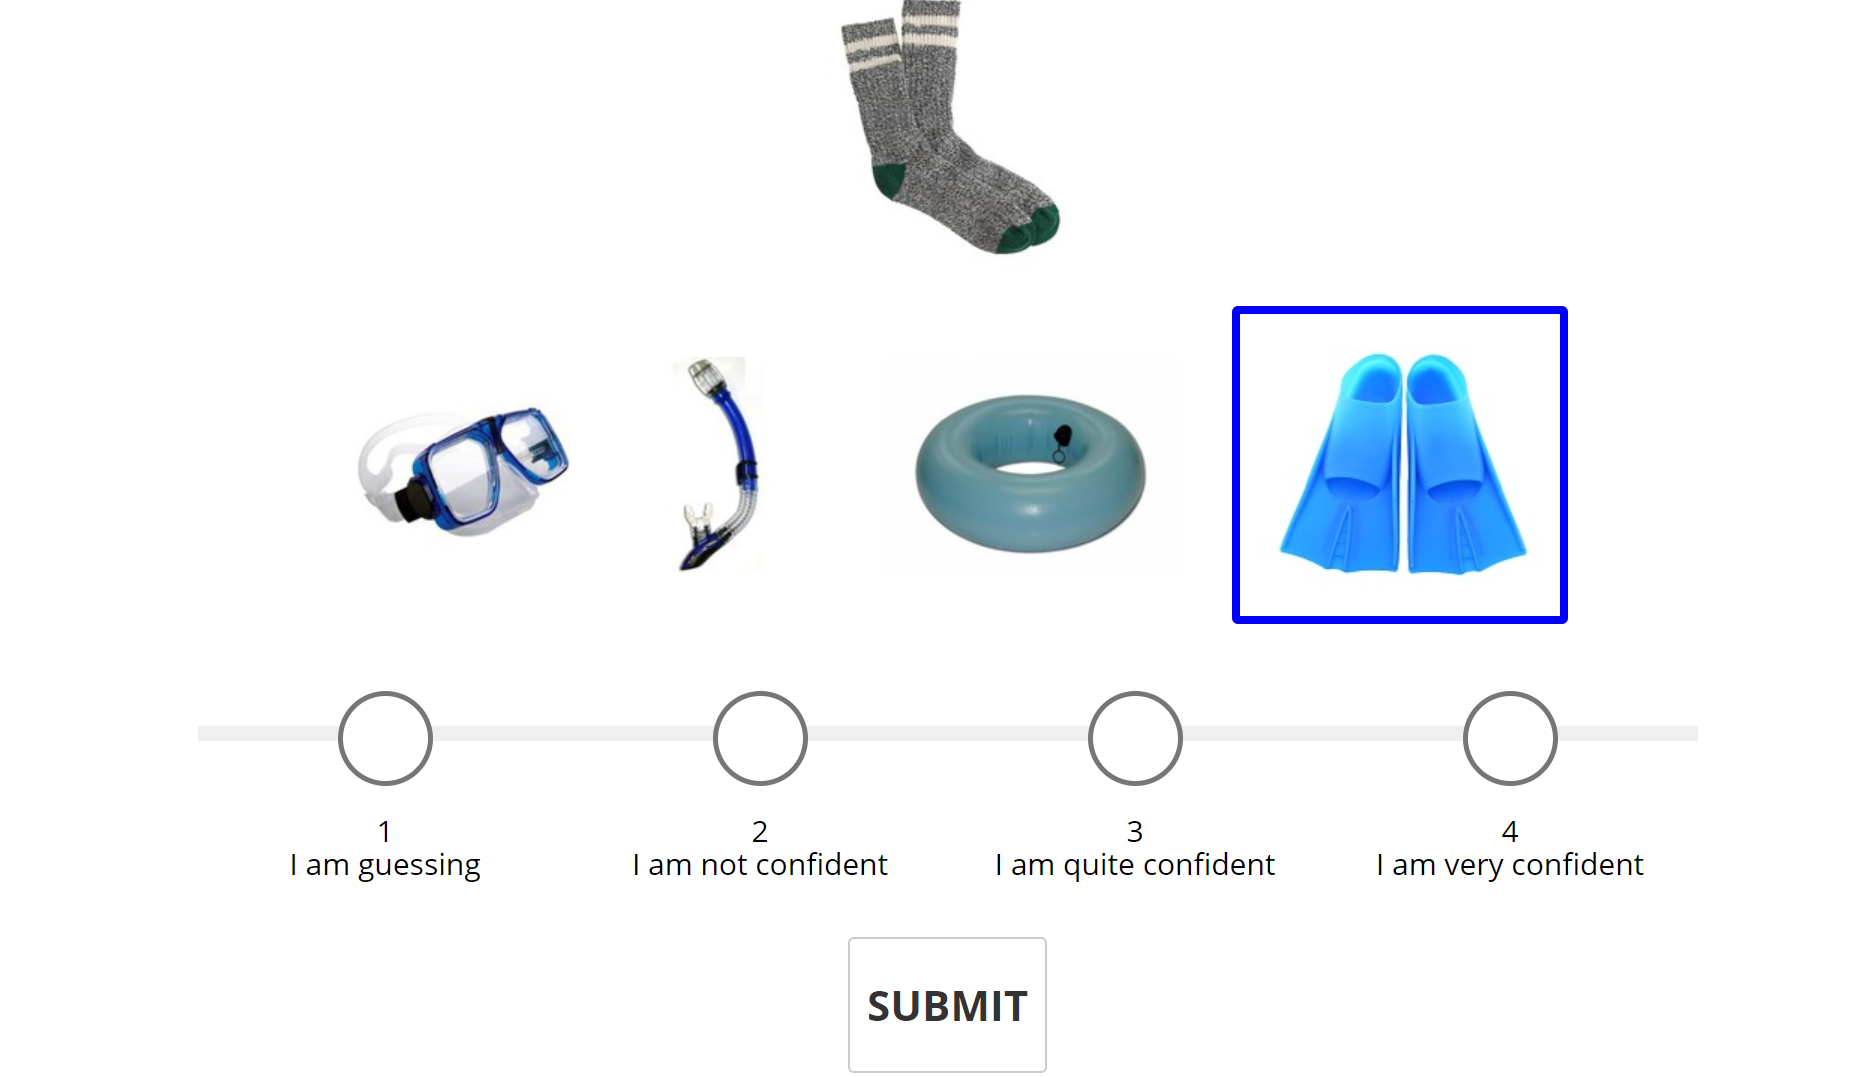 1
I am guessing
2
I am not confident
3
I am quite confident
4
I am very confident
SUBMIT